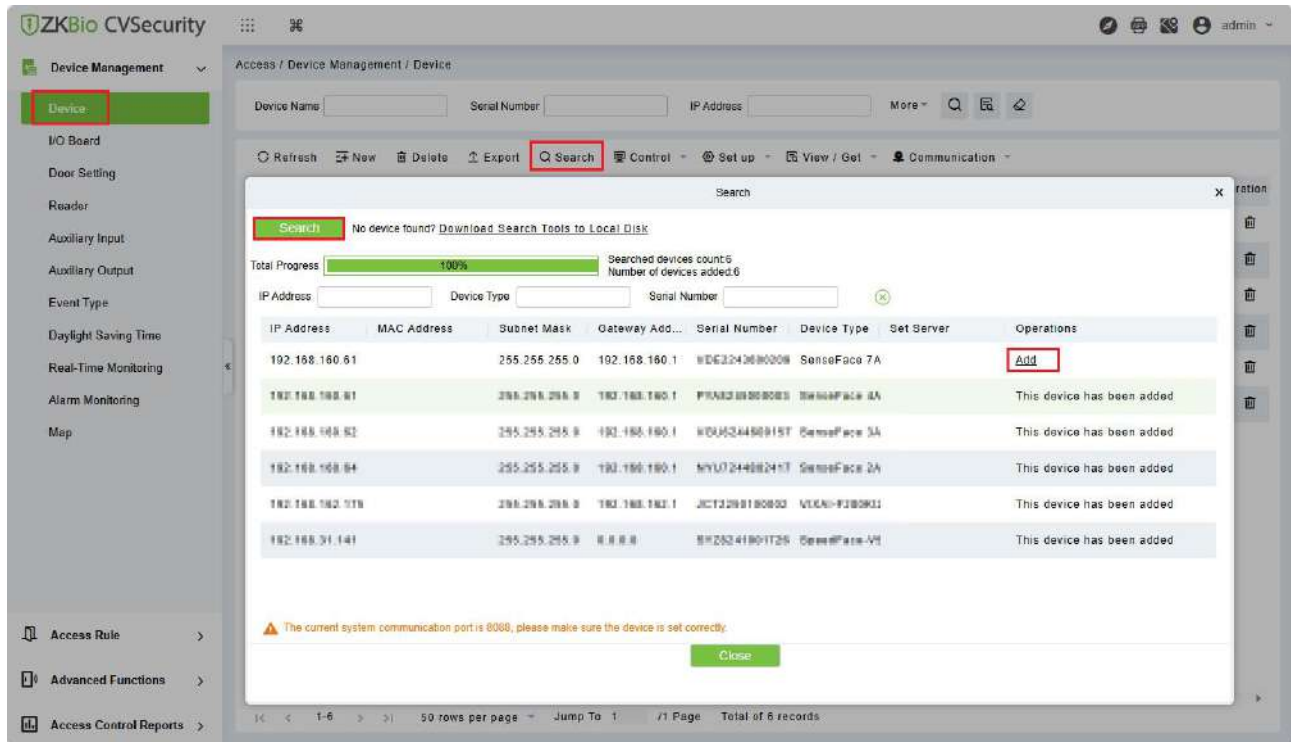 ZKBio CVSecurity
admin
Device Management
Access / Device Management / Device
Device
Device Name
Serial Number
IP Address
More
I/O Board
Refresh New Delete Export Search Control Set up View / Get Communication
Door Setting
Search
x
ration
Reader
Search No device found? Download Search Tools to Local Disk
Auxiliary Input
Total Progress 100% Searched devices count:6
Number of devices added:6
Auxiliary Output
IP Address Device Type Serial Number
Event Type
IP Address MAC Address Subnet Mask Gateway Add... Serial Number Device Type Set Server Operations
Daylight Saving Time
192.168.160.61 255.255.255.0 192.168.160.1 SenseFace 7A Add
Real-Time Monitoring
This device has been added
Alarm Monitoring
This device has been added
Map
This device has been added
This device has been added
This device has been added
The current system communication port is 8088, please make sure the device is set correctly.
Access Rule
Close
Advanced Functions
Access Control Reports
1-6 50 rows per page Jump To 1 /1 Page Total of 6 records